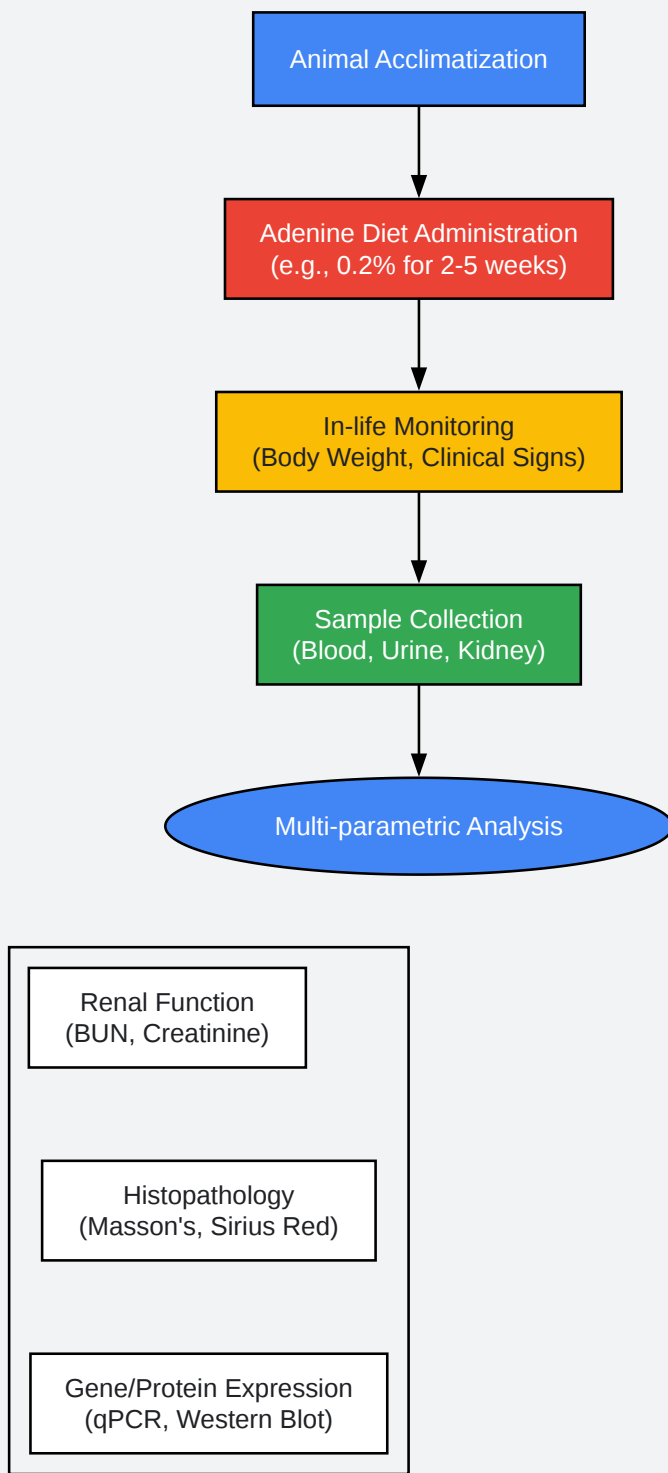 Animal Acclimatization
Adenine Diet Administration
(e.g., 0.2% for 2-5 weeks)
In-life Monitoring
(Body Weight, Clinical Signs)
Sample Collection
(Blood, Urine, Kidney)
Multi-parametric Analysis
Renal Function
(BUN, Creatinine)
Histopathology
(Masson's, Sirius Red)
Gene/Protein Expression
(qPCR, Western Blot)